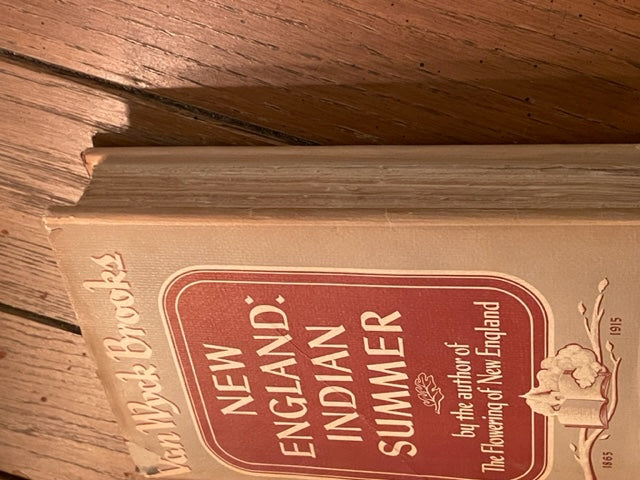 Van Wyck Brooks
NEW
ENGLAND:
INDIAN
SUMMER
by the author of
The Flowering of New England
1865
1915